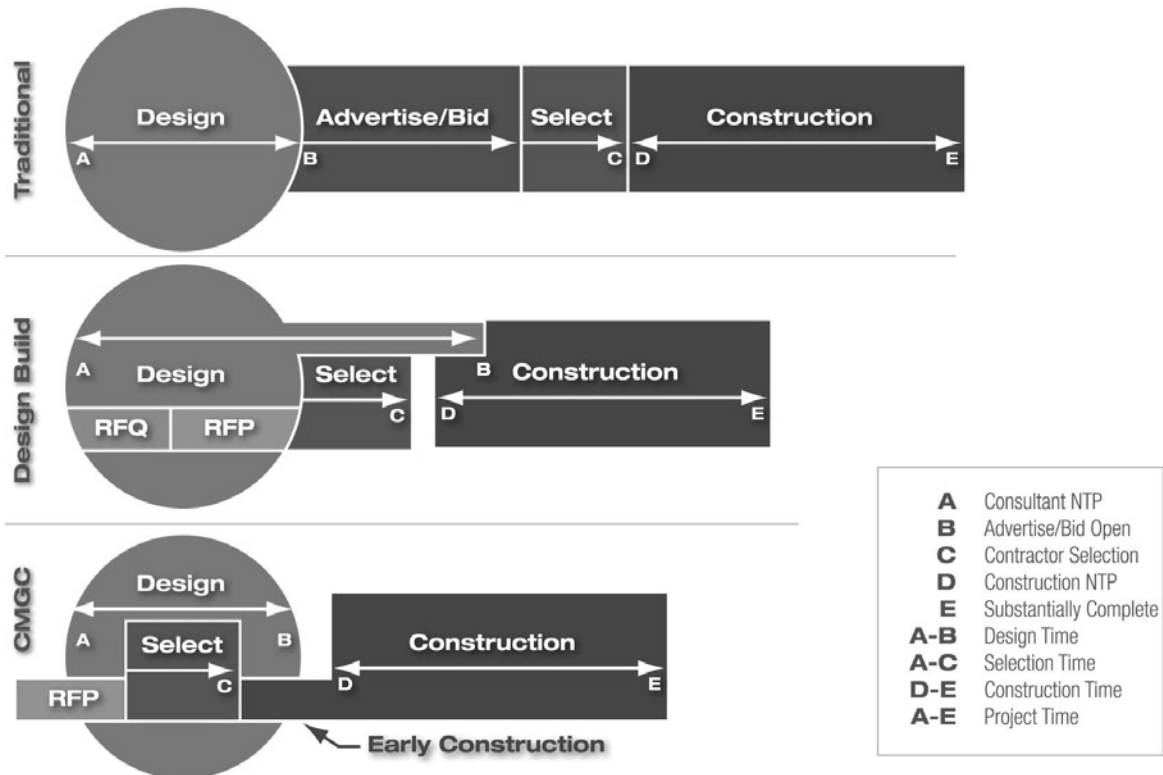 Traditional
Design
Advertise/Bid
Select
Construction
A
B
C
D
E
Design Build
A
Design
B
Select
Construction
C
D
E
RFQ
RFP
CMGC
Design
A
B
Select
C
RFP
Construction
D
E
Early Construction
A Consultant NTP
B Advertise/Bid Open
C Contractor Selection
D Construction NTP
E Substantially Complete
A-B Design Time
A-C Selection Time
D-E Construction Time
A-E Project Time